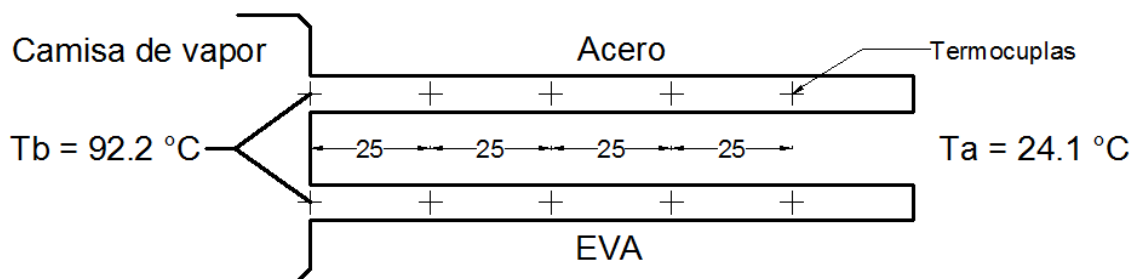 Camisa de vapor
Acero
Termocuplas
Tb = 92.2 °C
25 25 25 25
Ta = 24.1 °C
EVA